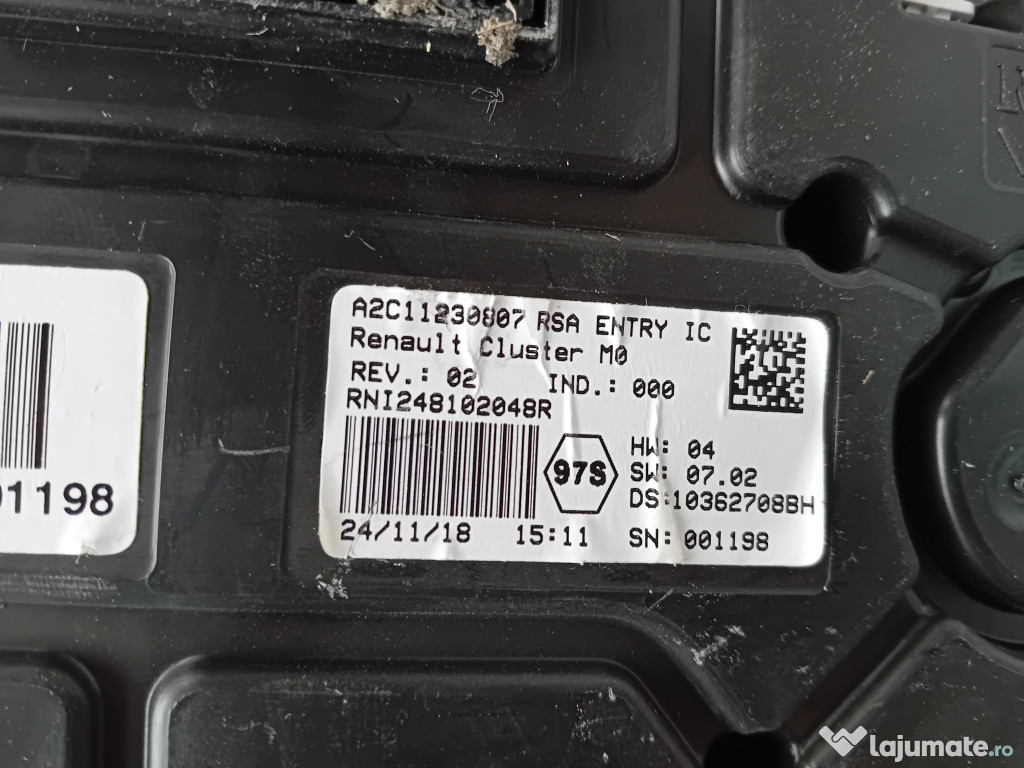 A2C11230807 RSA ENTRY IC
Renault Cluster M0
REV.: 02 IND.: 000
RNI248102048R
97S
HW: 04
SW: 07.02
DS:10362708BH
24/11/18 15:11 SN: 001198
01198
lajumate.ro